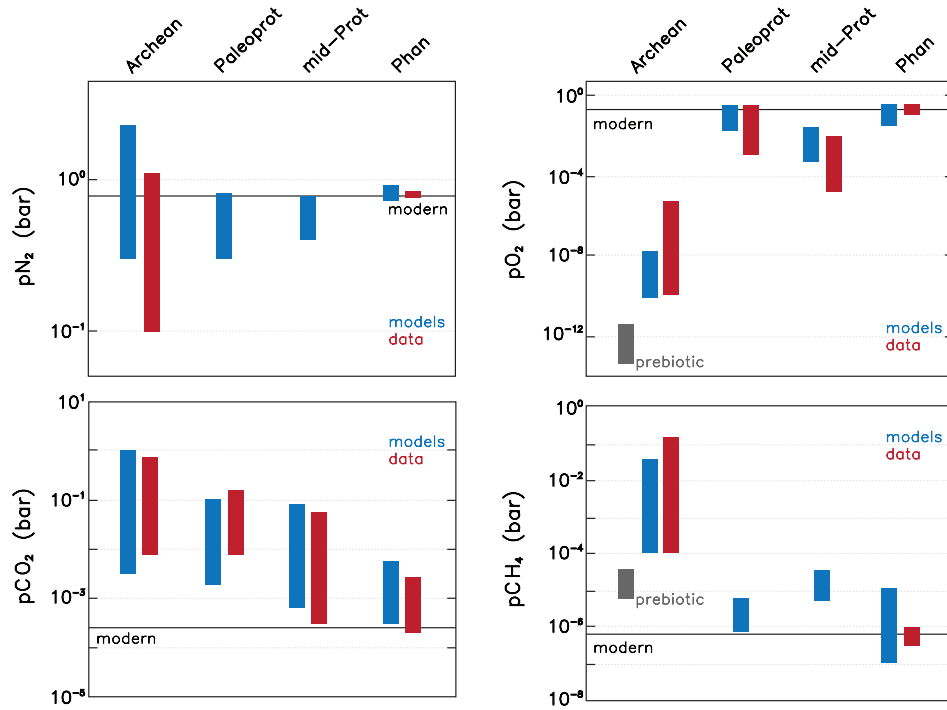 Archean Paleoprot mid-Prot Phan
Archean Paleoprot mid-Prot Phan
pN₂ (bar)
10⁰
10⁻¹
modern
models
data
pO₂ (bar)
10⁰
10⁻⁴
10⁻⁸
10⁻¹²
modern
prebiotic
models
data
pCO₂ (bar)
10¹
10⁻¹
10⁻³
10⁻⁵
models
data
modern
pCH₄ (bar)
10⁰
10⁻²
10⁻⁴
10⁻⁶
10⁻⁸
models
data
prebiotic
modern